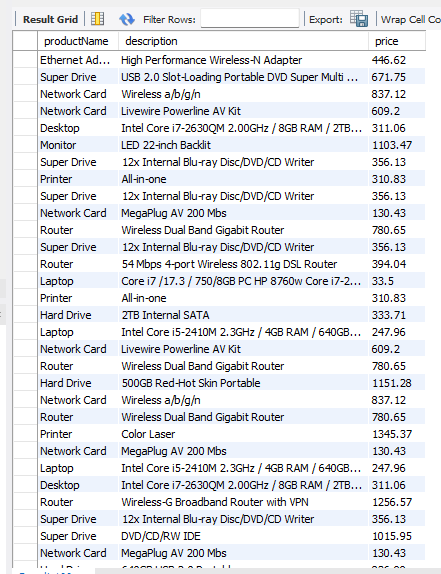 Result Grid Filter Rows: Export: Wrap Cell Co
productName description price
Ethernet Ad... High Performance Wireless-N Adapter 446.62
Super Drive USB 2.0 Slot-Loading Portable DVD Super Multi ... 671.75
Network Card Wireless a/b/g/n 837.12
Network Card Livewire Powerline AV Kit 609.2
Desktop Intel Core i7-2630QM 2.00GHz / 8GB RAM / 2TB... 311.06
Monitor LED 22-inch Backlit 1103.47
Super Drive 12x Internal Blu-ray Disc/DVD/CD Writer 356.13
Printer All-in-one 310.83
Super Drive 12x Internal Blu-ray Disc/DVD/CD Writer 356.13
Network Card MegaPlug AV 200 Mbs 130.43
Router Wireless Dual Band Gigabit Router 780.65
Super Drive 12x Internal Blu-ray Disc/DVD/CD Writer 356.13
Router 54 Mbps 4-port Wireless 802.11g DSL Router 394.04
Laptop Core i7 /17.3 / 750/8GB PC HP 8760w Core i7-2... 33.5
Printer All-in-one 310.83
Hard Drive 2TB Internal SATA 333.71
Laptop Intel Core i5-2410M 2.3GHz / 4GB RAM / 640GB... 247.96
Network Card Livewire Powerline AV Kit 609.2
Router Wireless Dual Band Gigabit Router 780.65
Hard Drive 500GB Red-Hot Skin Portable 1151.28
Network Card Wireless a/b/g/n 837.12
Router Wireless Dual Band Gigabit Router 780.65
Printer Color Laser 1345.37
Network Card MegaPlug AV 200 Mbs 130.43
Laptop Intel Core i5-2410M 2.3GHz / 4GB RAM / 640GB... 247.96
Desktop Intel Core i7-2630QM 2.00GHz / 8GB RAM / 2TB... 311.06
Router Wireless-G Broadband Router with VPN 1256.57
Super Drive 12x Internal Blu-ray Disc/DVD/CD Writer 356.13
Super Drive DVD/CD/RW IDE 1015.95
Network Card MegaPlug AV 200 Mbs 130.43